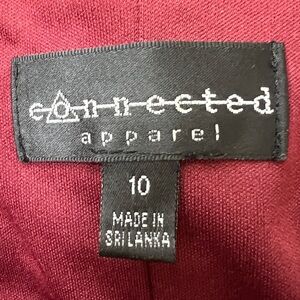 connected
apparel
10
MADE IN
SRI LANKA